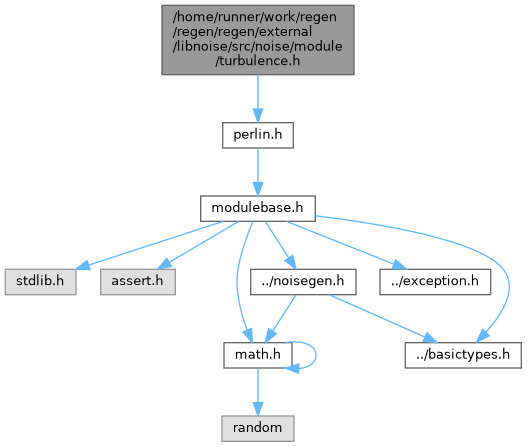 /home/runner/work/regen
/regen/regen/external
/libnoise/src/noise/module
/turbulence.h
perlin.h
modulebase.h
stdlib.h
assert.h
../noisegen.h
../exception.h
math.h
../basictypes.h
random